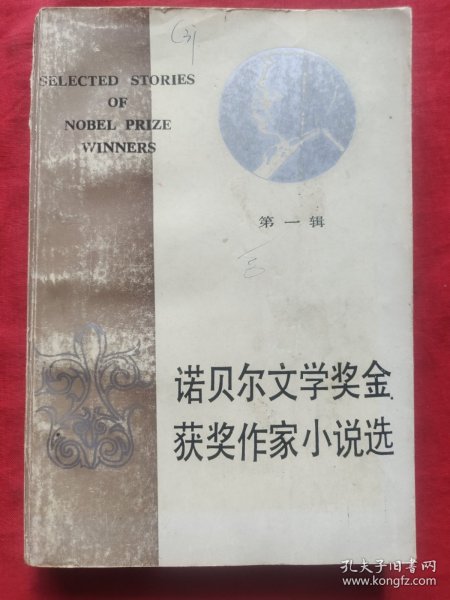 SELECTED STORIES
OF
NOBEL PRIZE
WINNERS
第一辑
诺贝尔文学奖金
获奖作家小说选
孔夫子旧书网
www.kongfz.com